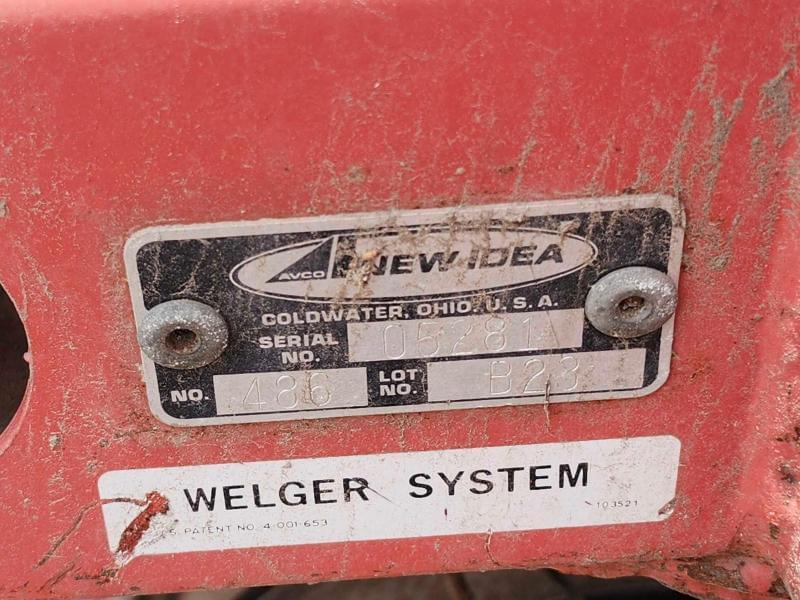 AVCO NEW IDEA
COLDWATER, OHIO, U. S. A.
SERIAL NO. 05281
NO. 486 LOT NO. B23
WELGER SYSTEM
PATENT NO. 4·001·653 103521